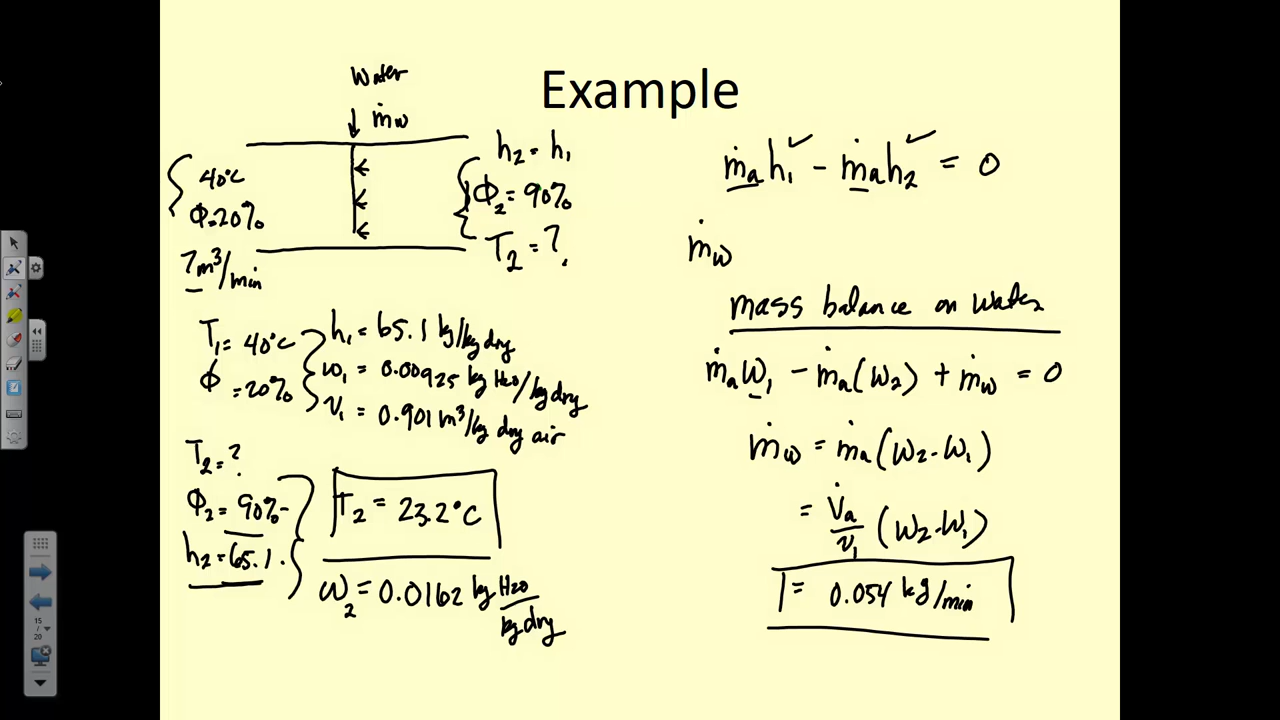 Example
Water
ṁw
40°C
Φ=20%
7m³/min
h₂ = h₁
Φ₂ = 90%
T₂ = ?
T₁ = 40°C
Φ = 20%
h₁ = 65.1 kJ/kg dry
ω₁ = 0.00925 kg H2O/kg dry
v₁ = 0.901 m³/kg dry air
T₂ = ?
Φ₂ = 90%
h₂ = 65.1
T₂ = 23.2°C
ω₂ = 0.0162 kg H2O/kg dry
ṁa h₁ - ṁa h₂ = 0
ṁw
mass balance on water
ṁa ω₁ - ṁa(ω₂) + ṁw = 0
ṁw = ṁa(ω₂-ω₁)
= V̇a/v₁ (ω₂-ω₁)
= 0.054 kg/min
15
/
20